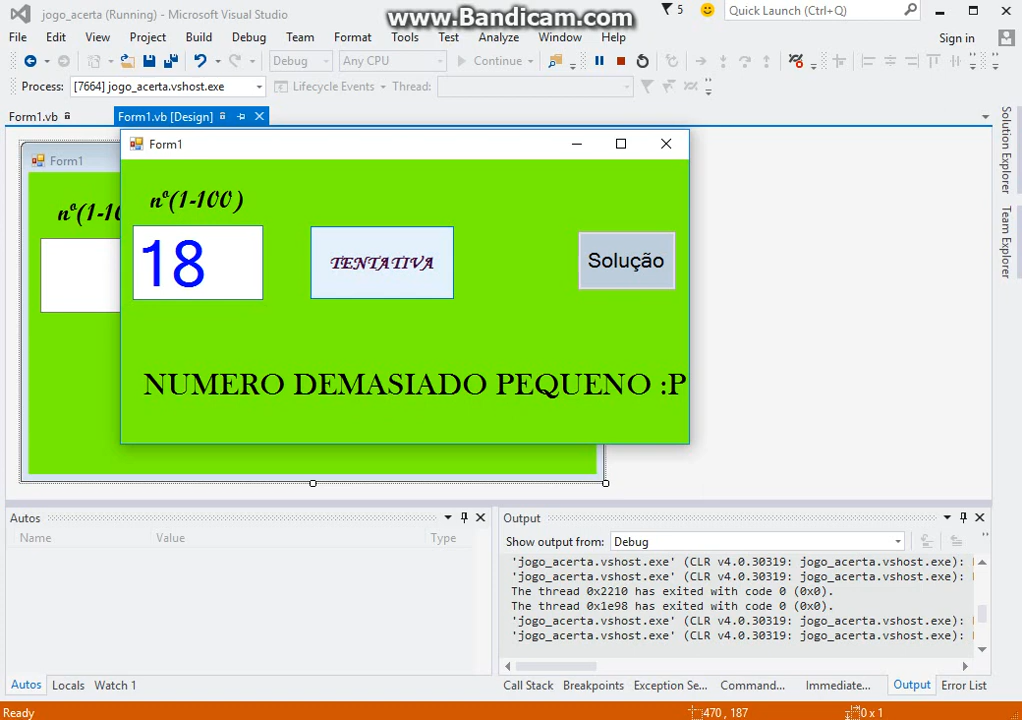 jogo_acerta (Running) - Microsoft Visual Studio
www.Bandicam.com
5
Quick Launch (Ctrl+Q)
File Edit View Project Build Debug Team Format Tools Test Analyze Window Help
Sign in
Debug Any CPU Continue
Process: [7664] jogo_acerta.vshost.exe Lifecycle Events Thread:
Form1.vb Form1.vb [Design]
Solution Explorer
Team Explorer
Form1
nº(1-10
Form1
nº(1-100)
18
TENTATIVA
Solução
NUMERO DEMASIADO PEQUENO :P
Autos
Name Value Type
Output
Show output from: Debug
'jogo_acerta.vshost.exe' (CLR v4.0.30319: jogo_acerta.vshost.exe):
'jogo_acerta.vshost.exe' (CLR v4.0.30319: jogo_acerta.vshost.exe):
The thread 0x2210 has exited with code 0 (0x0).
The thread 0x1e98 has exited with code 0 (0x0).
'jogo_acerta.vshost.exe' (CLR v4.0.30319: jogo_acerta.vshost.exe):
'jogo_acerta.vshost.exe' (CLR v4.0.30319: jogo_acerta.vshost.exe):
Autos Locals Watch 1
Call Stack Breakpoints Exception Se... Command... Immediate... Output Error List
Ready
470 , 187
0 x 1